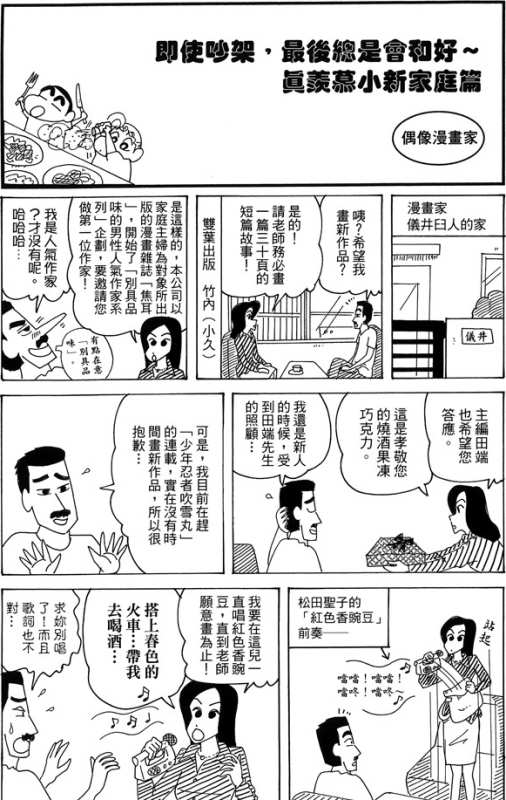 即使吵架，最後總是會和好～
真羨慕小新家庭篇
偶像漫畫家
漫畫家
儀井臼人的家
儀井
咦？希望我
畫新作品？
是的！
請老師務必畫
一篇三十頁的
短篇故事！
雙葉出版　竹內（小久）
是這樣的，本公司以
家庭主婦為對象所出
版的漫畫雜誌「焦耳
」，開始了「別具品
味的男性人氣作家系
列」企劃，要邀請您
做第一位作家！
我是人氣作家
？才沒有呢。
哈哈哈…
有點在意
「別具品
味」。
主編田端
也希望您
答應。
這是孝敬您
的燒酒果凍
巧克力。
我還是新人
的時候，受
到田端先生
的照顧…
可是，我目前在趕
「少年忍者吹雪丸」
的連載，實在沒有時
間畫新作品，所以很
抱歉…
松田聖子的
「紅色香豌豆」
前奏──
站起
噹！噹噹！
噹咚！噹咚～
我要在這兒一
直唱紅色香豌
豆，直到老師
願意畫為止！
搭上春色的
火車…帶我
去喝酒…
求妳別唱
了！而且
歌詞也不
對…